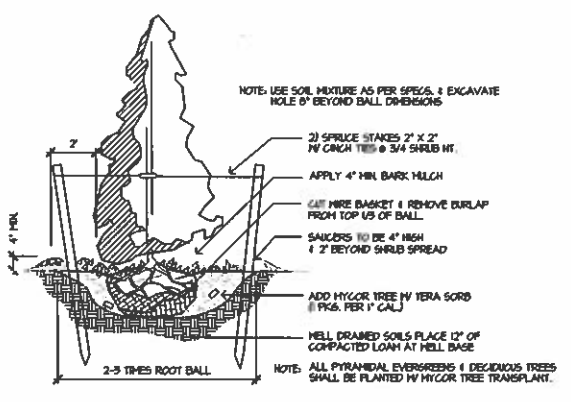 NOTE: USE SOIL MIXTURE AS PER SPECS. & EXCAVATE
HOLE 8" BEYOND BALL DIMENSIONS
2) SPRUCE STAKES 2" X 2"
W/ CINCH TIES @ 3/4 SHRUB HT.
2'
APPLY 4" MIN. BARK MULCH
CUT WIRE BASKET & REMOVE BURLAP
FROM TOP 1/3 OF BALL
4" MIN.
SAUCERS TO BE 4" HIGH
& 2" BEYOND SHRUB SPREAD
ADD MYCOR TREE W/ TERA SORB
PKG. PER 1" CAL.)
WELL DRAINED SOILS PLACE 12" OF
COMPACTED LOAM AT WELL BASE
2-3 TIMES ROOT BALL
NOTE: ALL PYRAMIDAL EVERGREENS & DECIDUOUS TREES
SHALL BE PLANTED W/ MYCOR TREE TRANSPLANT.